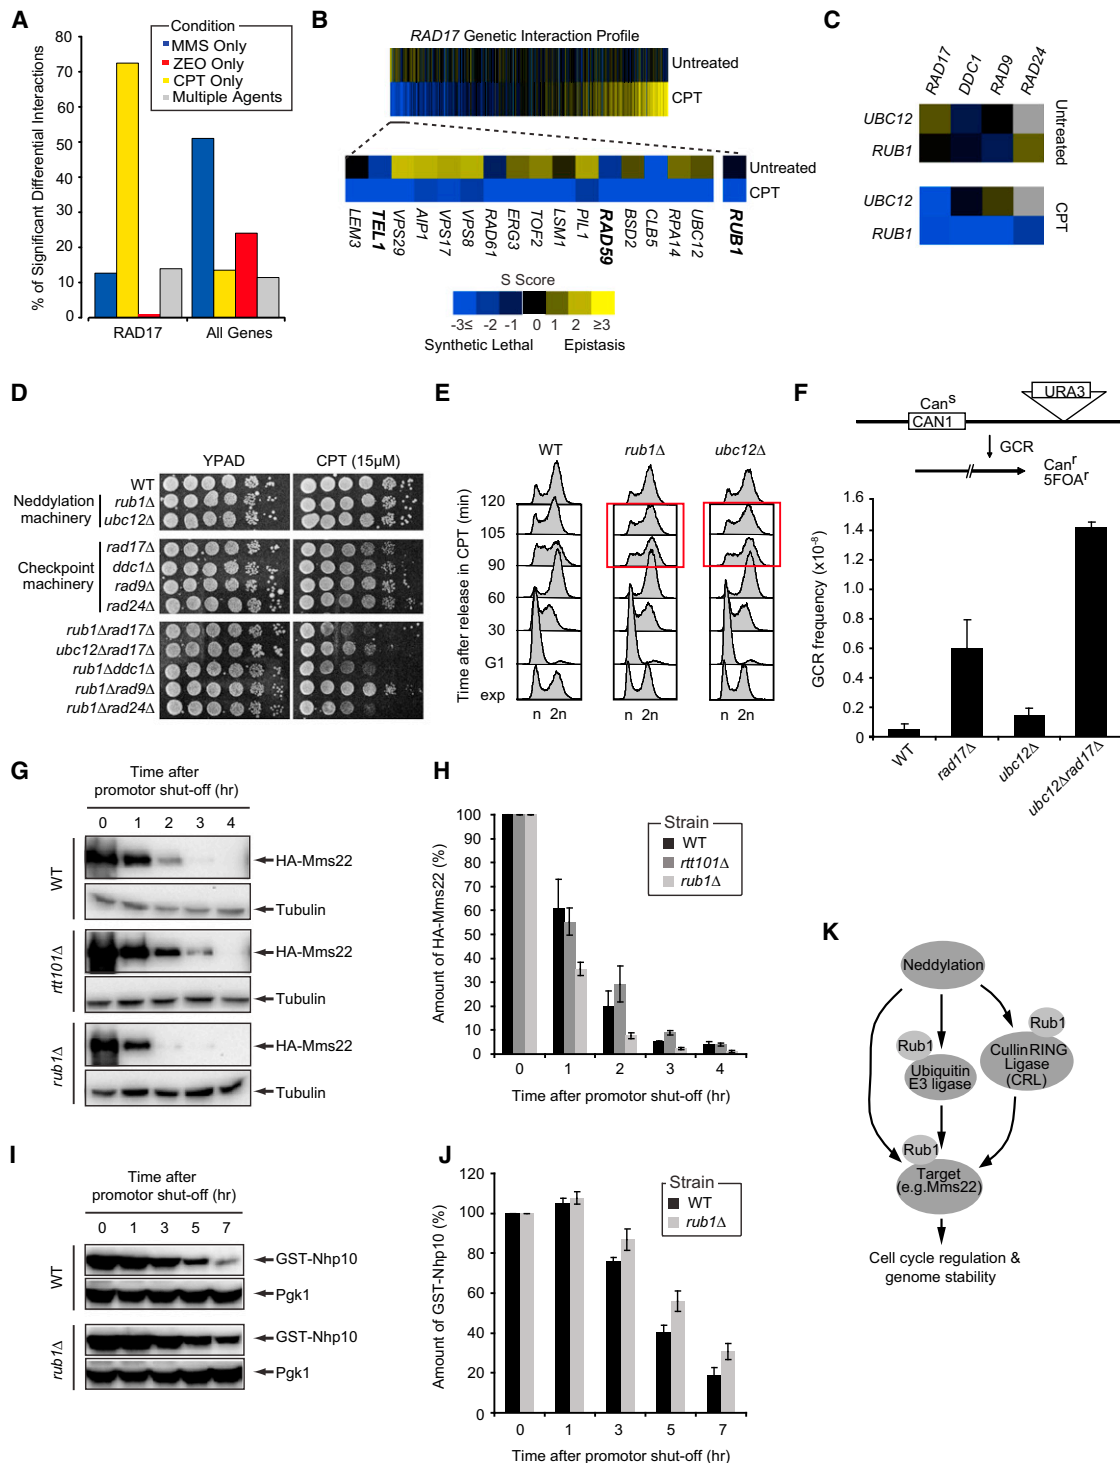 A
Condition
MMS Only
ZEO Only
CPT Only
Multiple Agents
% of Significant Differential Interactions
80
70
60
50
40
30
20
10
0
RAD17
All Genes
B
RAD17 Genetic Interaction Profile
Untreated
CPT
Untreated
CPT
LEM3
TEL1
VPS29
AIP1
VPS17
VPS8
RAD61
ERG3
TOF2
LSM1
PIL1
RAD59
BSD2
CLB5
RPA14
UBC12
RUB1
S Score
-3≤ -2 -1 0 1 2 ≥3
Synthetic Lethal Epistasis
C
RAD17
DDC1
RAD9
RAD24
UBC12
RUB1
Untreated
UBC12
RUB1
CPT
D
YPAD CPT (15μM)
WT
Neddylation machinery
rub1Δ
ubc12Δ
Checkpoint machinery
rad17Δ
ddc1Δ
rad9Δ
rad24Δ
rub1Δrad17Δ
ubc12Δrad17Δ
rub1Δddc1Δ
rub1Δrad9Δ
rub1Δrad24Δ
E
WT rub1Δ ubc12Δ
Time after release in CPT (min)
120
105
90
60
30
G1
exp
n 2n n 2n n 2n
F
Canˢ
CAN1
URA3
GCR
Canʳ
5FOAʳ
GCR frequency (x10⁻⁸)
1.6
1.4
1.2
1.0
0.8
0.6
0.4
0.2
0
WT
rad17Δ
ubc12Δ
ubc12Δrad17Δ
G
Time after
promotor shut-off (hr)
0 1 2 3 4
WT
HA-Mms22
Tubulin
rtt101Δ
HA-Mms22
Tubulin
rub1Δ
HA-Mms22
Tubulin
H
Amount of HA-Mms22 (%)
100
90
80
70
60
50
40
30
20
10
0
Strain
WT
rtt101Δ
rub1Δ
0 1 2 3 4
Time after promotor shut-off (hr)
I
Time after
promotor shut-off (hr)
0 1 3 5 7
WT
GST-Nhp10
Pgk1
rub1Δ
GST-Nhp10
Pgk1
J
Amount of GST-Nhp10 (%)
120
100
80
60
40
20
0
Strain
WT
rub1Δ
0 1 3 5 7
Time after promotor shut-off (hr)
K
Neddylation
Rub1
Rub1
Ubiquitin
E3 ligase
Cullin RING
Ligase
(CRL)
Rub1
Target
(e.g.Mms22)
Cell cycle regulation &
genome stability